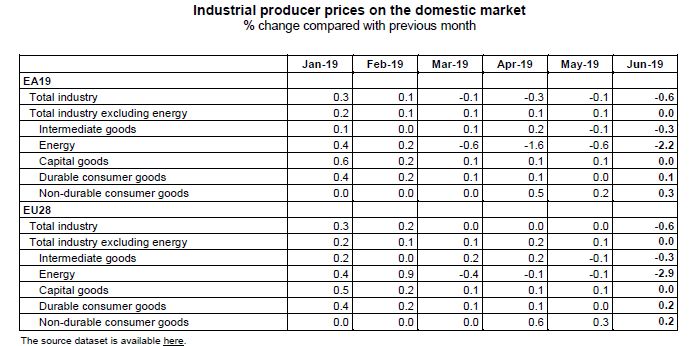 Industrial producer prices on the domestic market
% change compared with previous month
Jan-19 Feb-19 Mar-19 Apr-19 May-19 Jun-19
EA19
Total industry 0.3 0.1 -0.1 -0.3 -0.1 -0.6
Total industry excluding energy 0.2 0.1 0.1 0.1 0.1 0.0
Intermediate goods 0.1 0.0 0.1 0.2 -0.1 -0.3
Energy 0.4 0.2 -0.6 -1.6 -0.6 -2.2
Capital goods 0.6 0.2 0.1 0.1 0.1 0.0
Durable consumer goods 0.4 0.2 0.1 0.1 0.0 0.1
Non-durable consumer goods 0.0 0.0 0.0 0.5 0.2 0.3
EU28
Total industry 0.3 0.2 0.0 0.0 0.0 -0.6
Total industry excluding energy 0.2 0.1 0.1 0.2 0.1 0.0
Intermediate goods 0.2 0.0 0.2 0.2 -0.1 -0.3
Energy 0.4 0.9 -0.4 -0.1 -0.1 -2.9
Capital goods 0.5 0.2 0.1 0.1 0.1 0.0
Durable consumer goods 0.4 0.2 0.1 0.1 0.0 0.2
Non-durable consumer goods 0.0 0.0 0.0 0.6 0.3 0.2
The source dataset is available here.